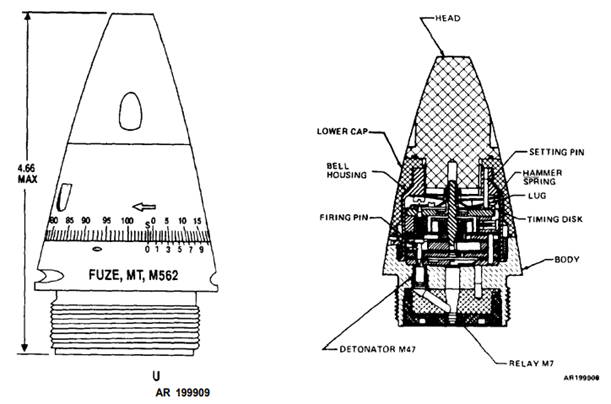 4.66
MAX
80 85 90 95 100 0 5 10 15
S
0 1 3 5 7 9
FUZE, MT, M562
U
AR 199909
HEAD
LOWER CAP
SETTING PIN
BELL
HOUSING
HAMMER
SPRING
LUG
FIRING PIN
TIMING DISK
BODY
DETONATOR M47
RELAY M7
AR199908